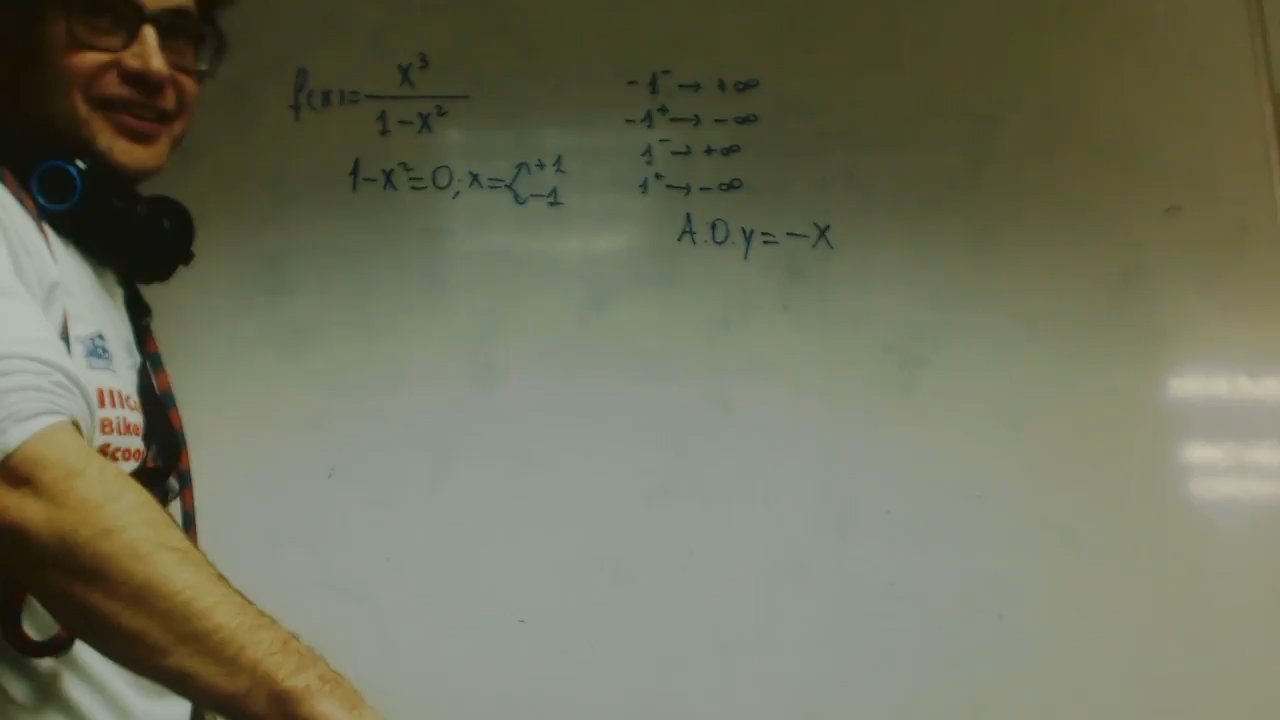 f(x)=x³/(1-x²)
1-x²=0; x=<+1 -1
-1⁻→+∞
-1⁺→-∞
1⁻→+∞
1⁺→-∞
A.O.y=-x